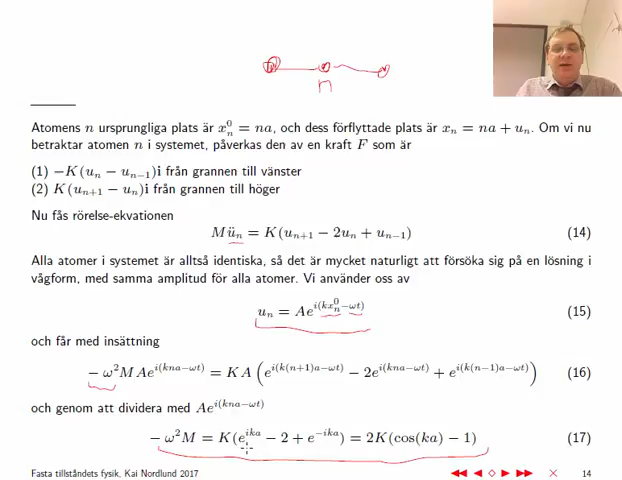 n
Atomens n ursprungliga plats är x_n^0 = na, och dess förflyttade plats är x_n = na + u_n. Om vi nu
betraktar atomen n i systemet, påverkas den av en kraft F som är
(1) −K(u_n − u_{n−1})i från grannen till vänster
(2) K(u_{n+1} − u_n)i från grannen till höger
Nu fås rörelse-ekvationen
Mü_n = K(u_{n+1} − 2u_n + u_{n−1}) (14)
Alla atomer i systemet är alltså identiska, så det är mycket naturligt att försöka sig på en lösning i
vågform, med samma amplitud för alla atomer. Vi använder oss av
u_n = Ae^{i(kx_n^0−ωt)} (15)
och får med insättning
−ω²MAe^{i(kna−ωt)} = KA(e^{i(k(n+1)a−ωt)} − 2e^{i(kna−ωt)} + e^{i(k(n−1)a−ωt)}) (16)
och genom att dividera med Ae^{i(kna−ωt)}
−ω²M = K(e^{ika} − 2 + e^{−ika}) = 2K(cos(ka) − 1) (17)
Fasta tillståndets fysik, Kai Nordlund 2017 14